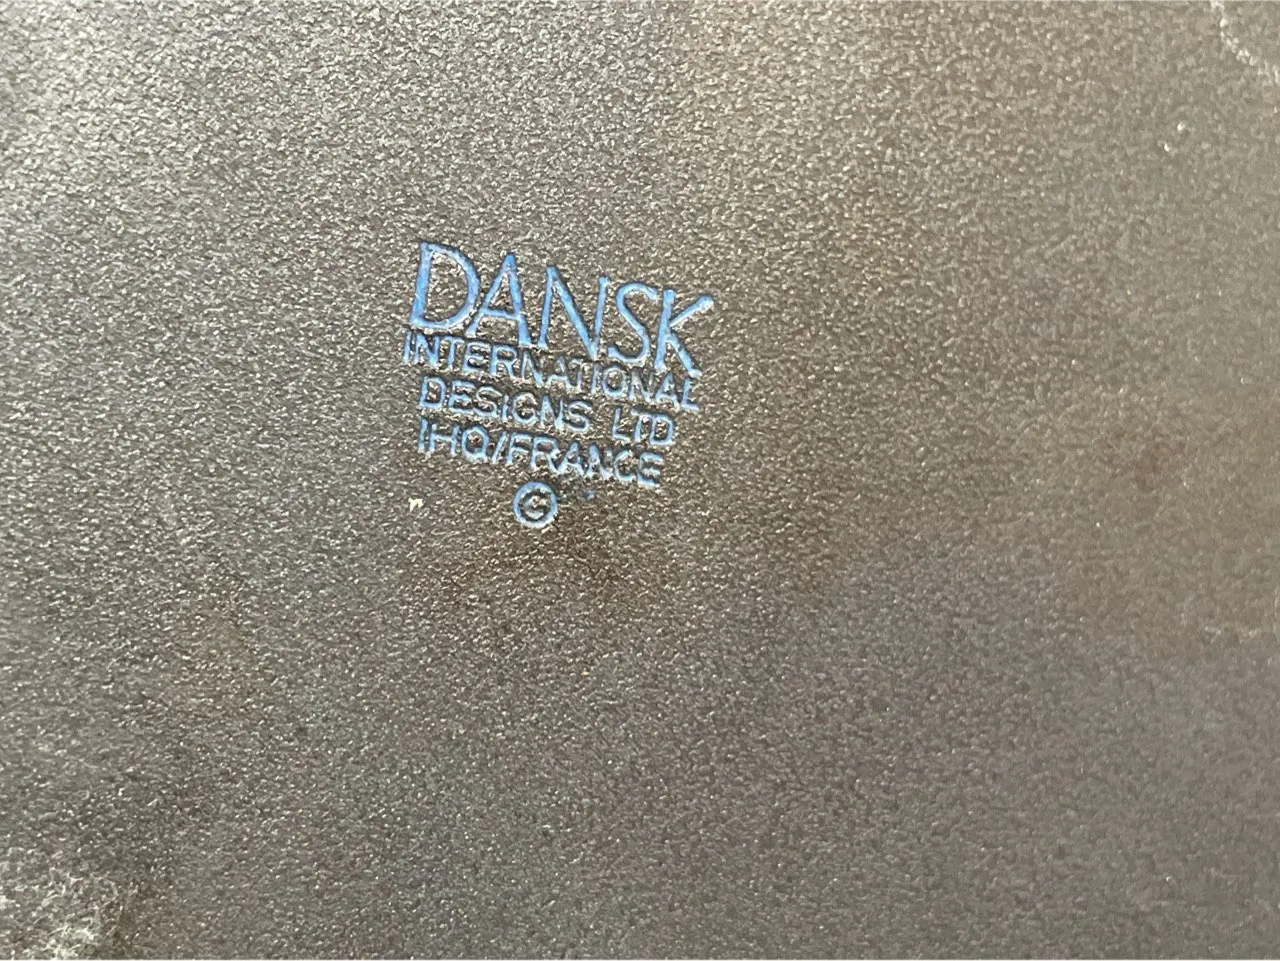 DANSK
INTERNATIONAL
DESIGNS LTD
IHQ/FRANCE
©